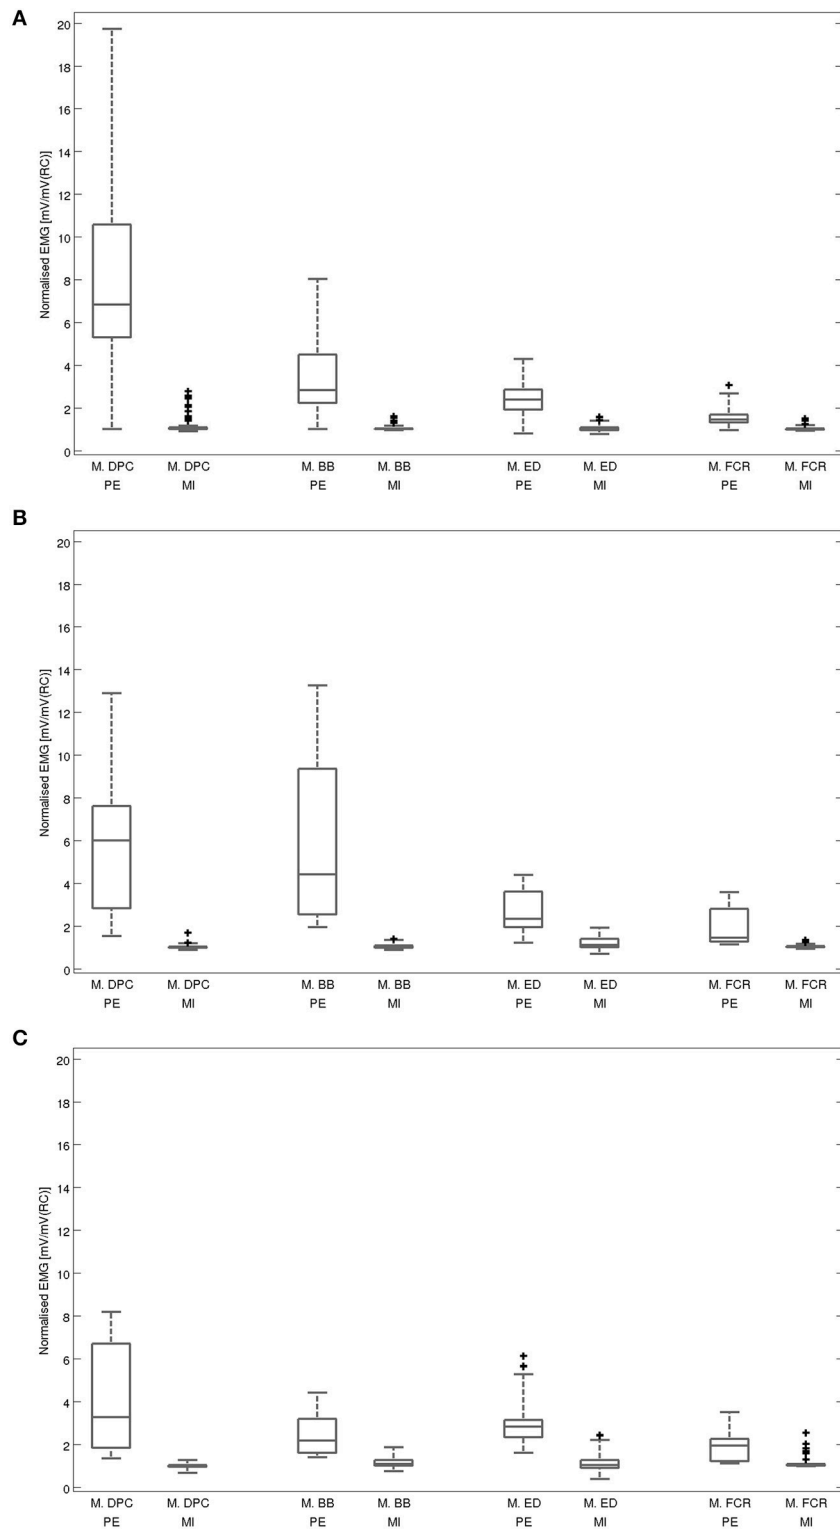 A
Normalised EMG [mV/mV(RC)]
20
18
16
14
12
10
8
6
4
2
0
M. DPC M. DPC M. BB M. BB M. ED M. ED M. FCR M. FCR
PE MI PE MI PE MI PE MI
B
Normalised EMG [mV/mV(RC)]
20
18
16
14
12
10
8
6
4
2
0
M. DPC M. DPC M. BB M. BB M. ED M. ED M. FCR M. FCR
PE MI PE MI PE MI PE MI
C
Normalised EMG [mV/mV(RC)]
20
18
16
14
12
10
8
6
4
2
0
M. DPC M. DPC M. BB M. BB M. ED M. ED M. FCR M. FCR
PE MI PE MI PE MI PE MI